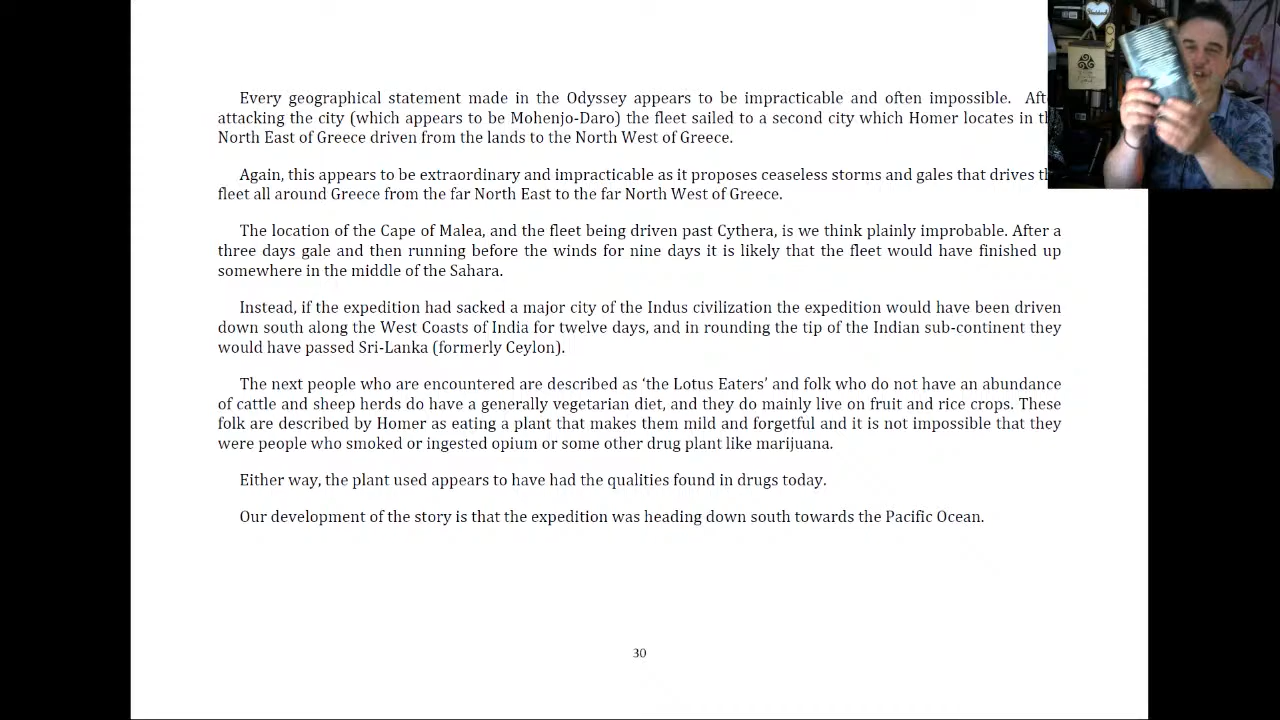 Every geographical statement made in the Odyssey appears to be impracticable and often impossible. After
attacking the city (which appears to be Mohenjo-Daro) the fleet sailed to a second city which Homer locates in the
North East of Greece driven from the lands to the North West of Greece.
Again, this appears to be extraordinary and impracticable as it proposes ceaseless storms and gales that drives the
fleet all around Greece from the far North East to the far North West of Greece.
The location of the Cape of Malea, and the fleet being driven past Cythera, is we think plainly improbable. After a
three days gale and then running before the winds for nine days it is likely that the fleet would have finished up
somewhere in the middle of the Sahara.
Instead, if the expedition had sacked a major city of the Indus civilization the expedition would have been driven
down south along the West Coasts of India for twelve days, and in rounding the tip of the Indian sub-continent they
would have passed Sri-Lanka (formerly Ceylon).
The next people who are encountered are described as ‘the Lotus Eaters’ and folk who do not have an abundance
of cattle and sheep herds do have a generally vegetarian diet, and they do mainly live on fruit and rice crops. These
folk are described by Homer as eating a plant that makes them mild and forgetful and it is not impossible that they
were people who smoked or ingested opium or some other drug plant like marijuana.
Either way, the plant used appears to have had the qualities found in drugs today.
Our development of the story is that the expedition was heading down south towards the Pacific Ocean.
30